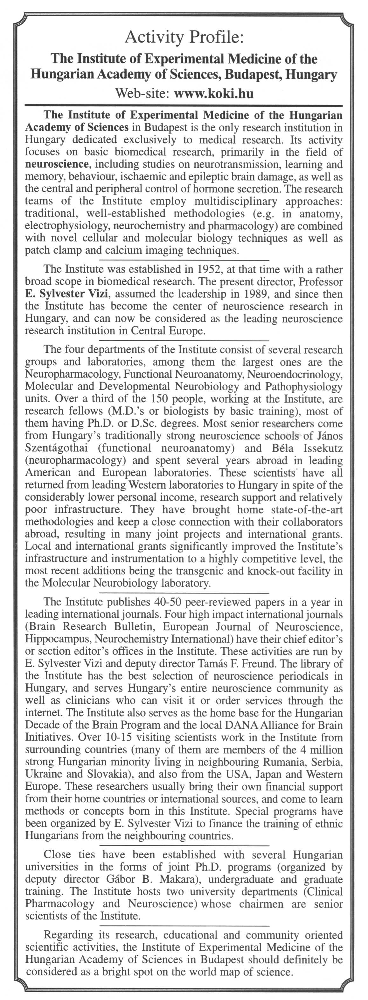 Activity Profile:
The Institute of Experimental Medicine of the
Hungarian Academy of Sciences, Budapest, Hungary
Web-site: www.koki.hu
The Institute of Experimental Medicine of the Hungarian
Academy of Sciences in Budapest is the only research institution in
Hungary dedicated exclusively to medical research. Its activity
focuses on basic biomedical research, primarily in the field of
neuroscience, including studies on neurotransmission, learning and
memory, behaviour, ischaemic and epileptic brain damage, as well as
the central and peripheral control of hormone secretion. The research
teams of the Institute employ multidisciplinary approaches:
traditional, well-established methodologies (e.g. in anatomy,
electrophysiology, neurochemistry and pharmacology) are combined
with novel cellular and molecular biology techniques as well as
patch clamp and calcium imaging techniques.
The Institute was established in 1952, at that time with a rather
broad scope in biomedical research. The present director, Professor
E. Sylvester Vizi, assumed the leadership in 1989, and since then
the Institute has become the center of neuroscience research in
Hungary, and can now be considered as the leading neuroscience
research institution in Central Europe.
The four departments of the Institute consist of several research
groups and laboratories, among them the largest ones are the
Neuropharmacology, Functional Neuroanatomy, Neuroendocrinology,
Molecular and Developmental Neurobiology and Pathophysiology
units. Over a third of the 150 people, working at the Institute, are
research fellows (M.D.'s or biologists by basic training), most of
them having Ph.D. or D.Sc. degrees. Most senior researchers come
from Hungary's traditionally strong neuroscience schools of János
Szentágothai (functional neuroanatomy) and Béla Issekutz
(neuropharmacology) and spent several years abroad in leading
American and European laboratories. These scientists have all
returned from leading Western laboratories to Hungary in spite of the
considerably lower personal income, research support and relatively
poor infrastructure. They have brought home state-of-the-art
methodologies and keep a close connection with their collaborators
abroad, resulting in many joint projects and international grants.
Local and international grants significantly improved the Institute's
infrastructure and instrumentation to a highly competitive level, the
most recent additions being the transgenic and knock-out facility in
the Molecular Neurobiology laboratory.
The Institute publishes 40-50 peer-reviewed papers in a year in
leading international journals. Four high impact international journals
(Brain Research Bulletin, European Journal of Neuroscience,
Hippocampus, Neurochemistry International) have their chief editor's
or section editor's offices in the Institute. These activities are run by
E. Sylvester Vizi and deputy director Tamás F. Freund. The library of
the Institute has the best selection of neuroscience periodicals in
Hungary, and serves Hungary's entire neuroscience community as
well as clinicians who can visit it or order services through the
internet. The Institute also serves as the home base for the Hungarian
Decade of the Brain Program and the local DANA Alliance for Brain
Initiatives. Over 10-15 visiting scientists work in the Institute from
surrounding countries (many of them are members of the 4 million
strong Hungarian minority living in neighbouring Rumania, Serbia,
Ukraine and Slovakia), and also from the USA, Japan and Western
Europe. These researchers usually bring their own financial support
from their home countries or international sources, and come to learn
methods or concepts born in this Institute. Special programs have
been organized by E. Sylvester Vizi to finance the training of ethnic
Hungarians from the neighbouring countries.
Close ties have been established with several Hungarian
universities in the forms of joint Ph.D. programs (organized by
deputy director Gábor B. Makara), undergraduate and graduate
training. The Institute hosts two university departments (Clinical
Pharmacology and Neuroscience) whose chairmen are senior
scientists of the Institute.
Regarding its research, educational and community oriented
scientific activities, the Institute of Experimental Medicine of the
Hungarian Academy of Sciences in Budapest should definitely be
considered as a bright spot on the world map of science.